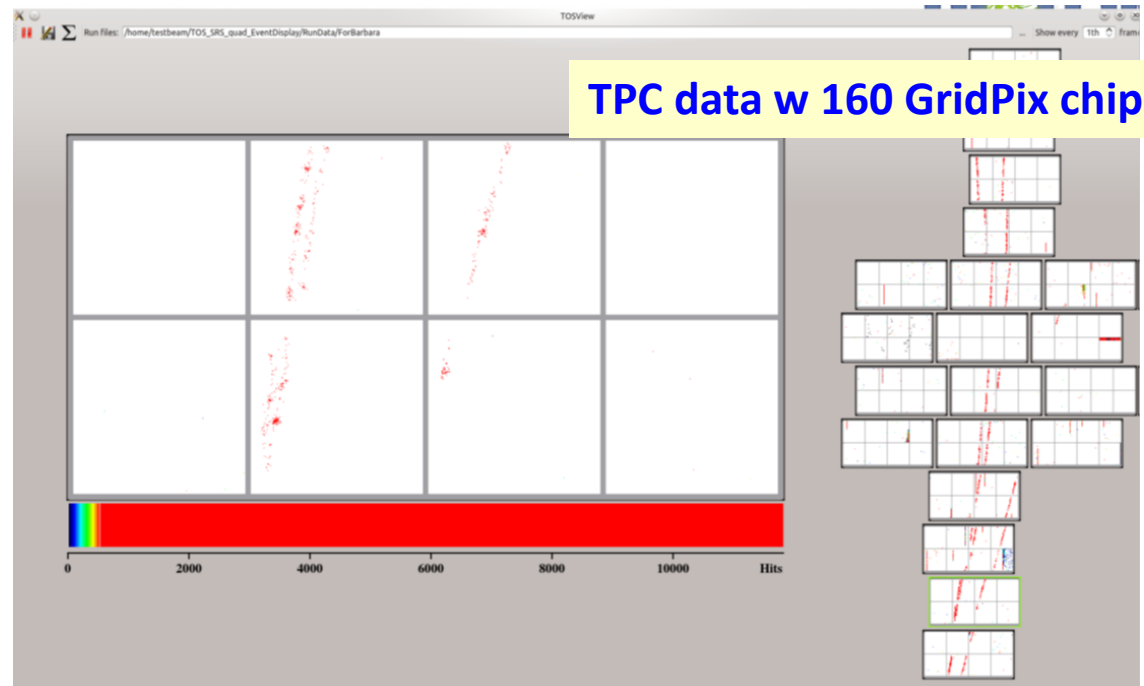 TOSView
Run files: /home/testbeam/TOS_SRS_quad_EventDisplay/RunData/ForBarbara ... Show every 1th frame
TPC data w 160 GridPix chip
0 2000 4000 6000 8000 10000 Hits